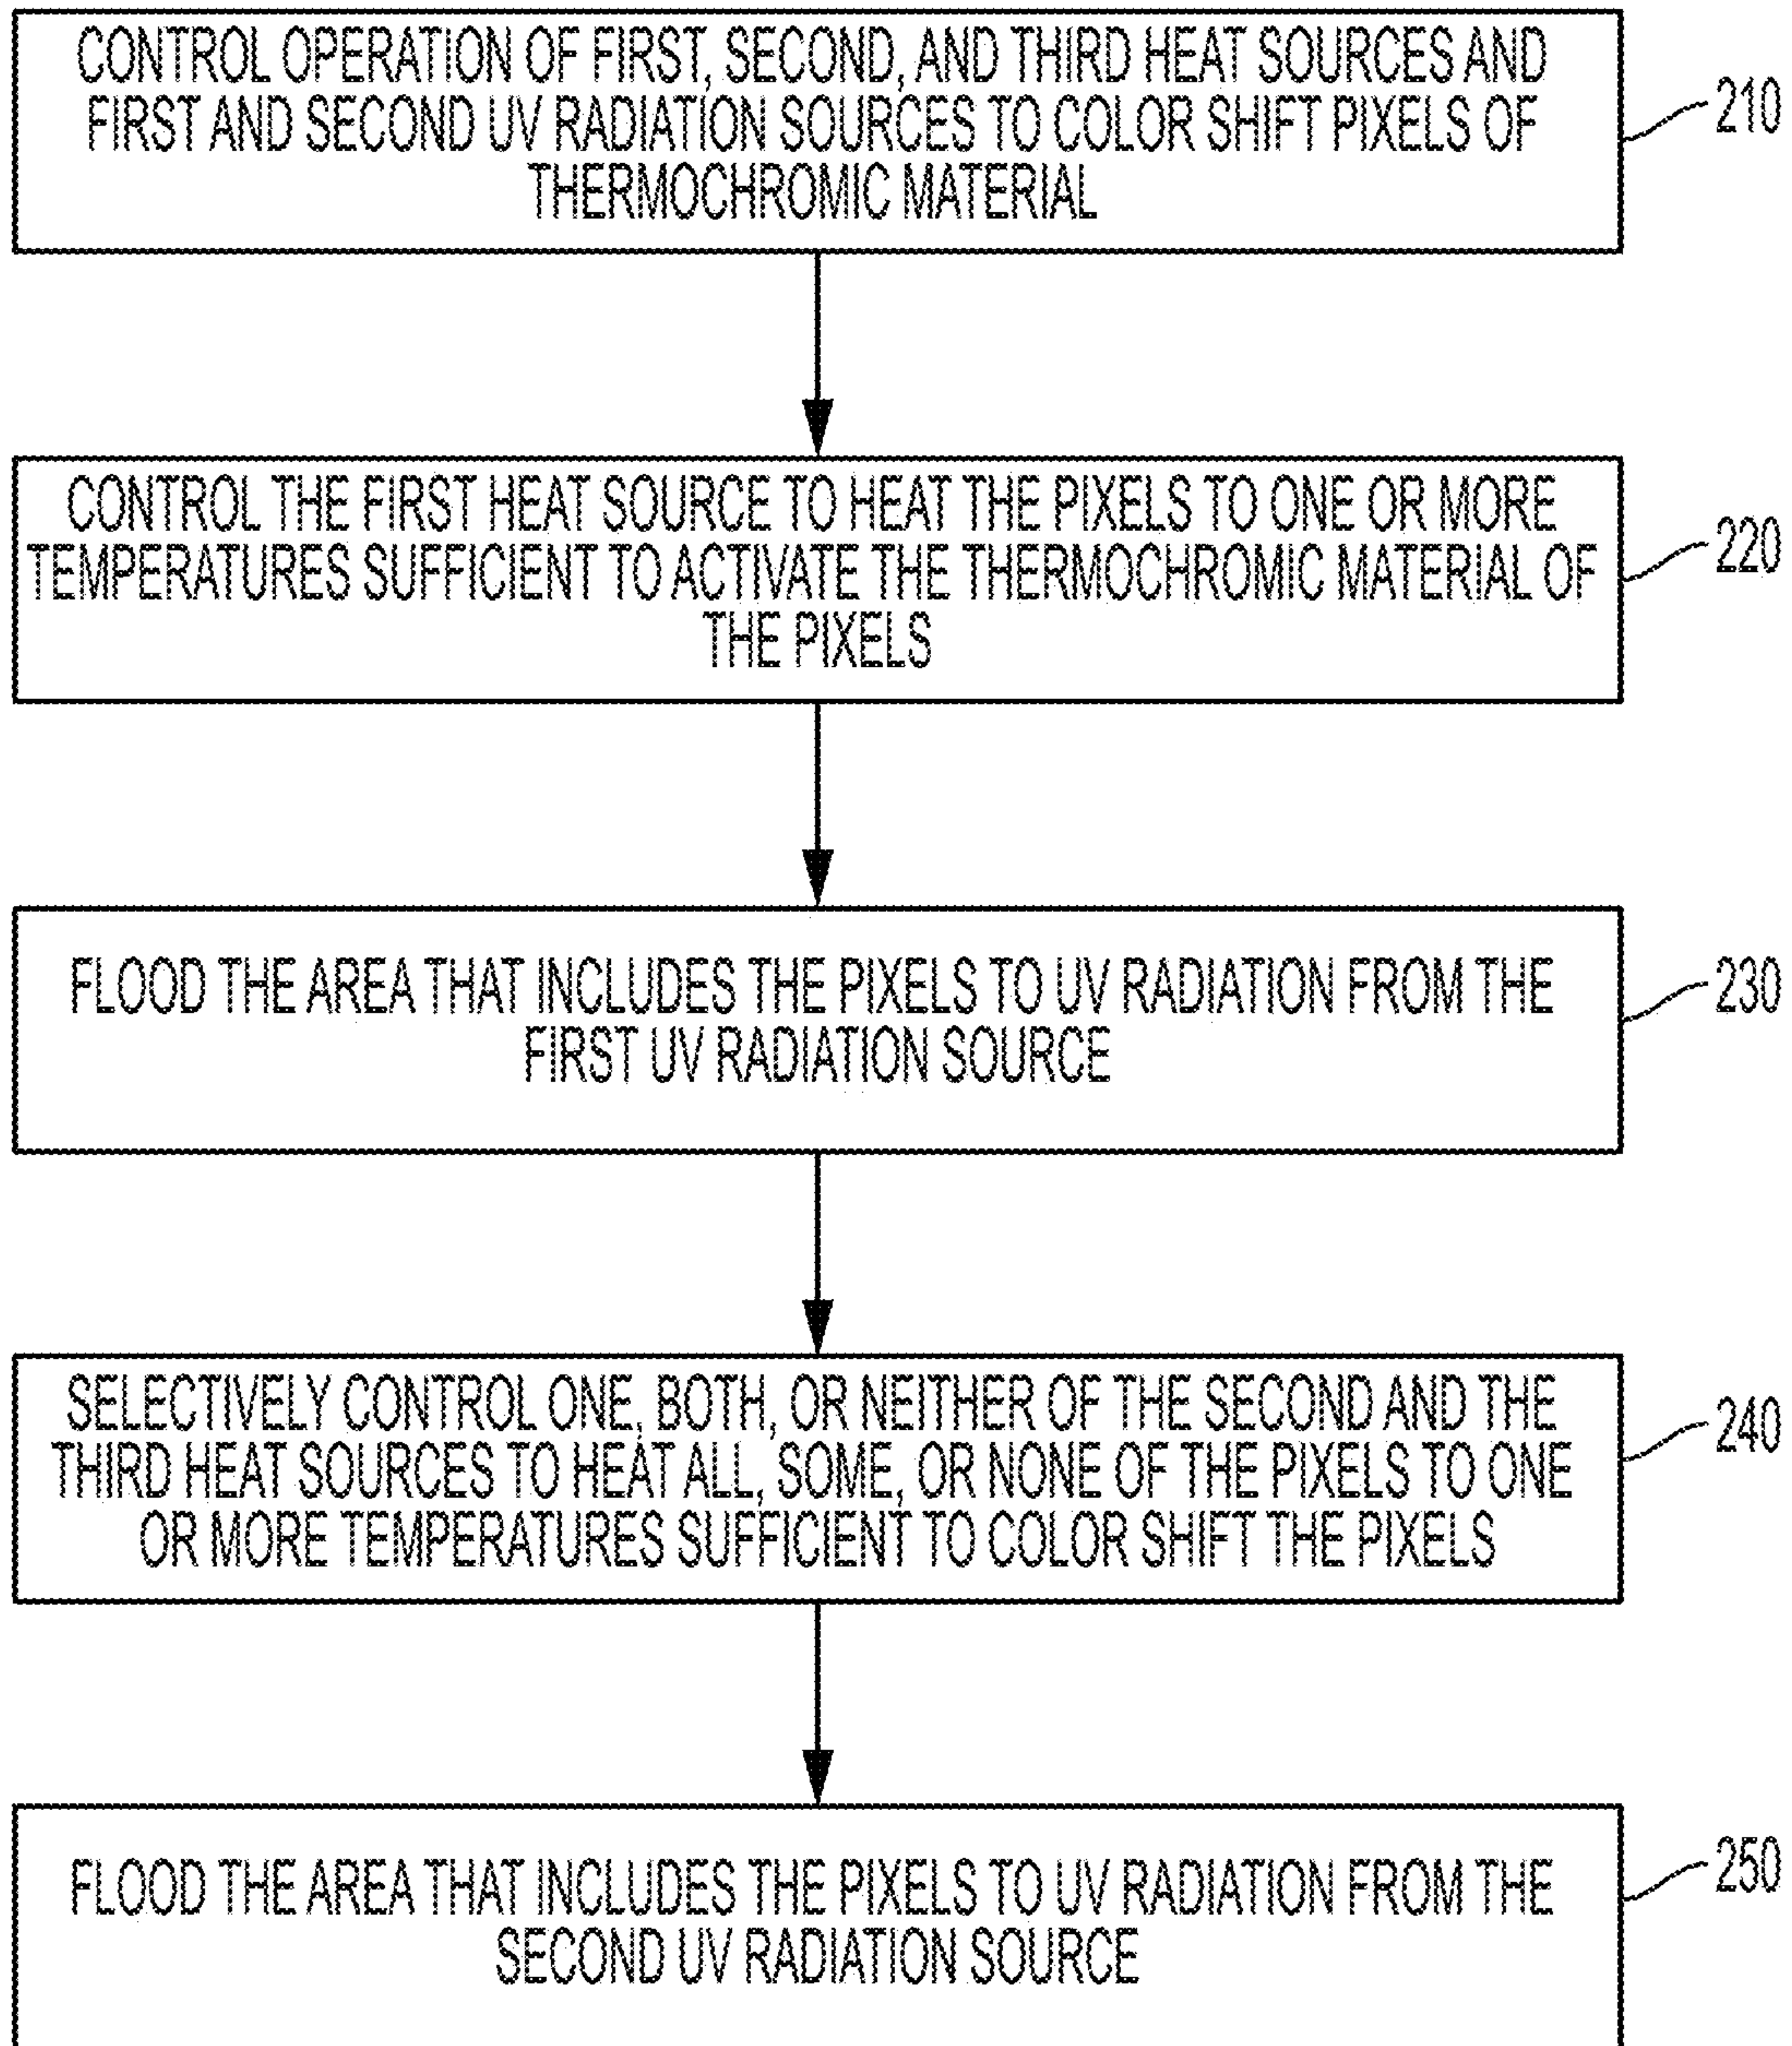 CONTROL OPERATION OF FIRST, SECOND, AND THIRD HEAT SOURCES AND
FIRST AND SECOND UV RADIATION SOURCES TO COLOR SHIFT PIXELS OF
THERMOCHROMIC MATERIAL
210
CONTROL THE FIRST HEAT SOURCE TO HEAT THE PIXELS TO ONE OR MORE
TEMPERATURES SUFFICIENT TO ACTIVATE THE THERMOCHROMIC MATERIAL OF
THE PIXELS
220
FLOOD THE AREA THAT INCLUDES THE PIXELS TO UV RADIATION FROM THE
FIRST UV RADIATION SOURCE
230
SELECTIVELY CONTROL ONE, BOTH, OR NEITHER OF THE SECOND AND THE
THIRD HEAT SOURCES TO HEAT ALL, SOME, OR NONE OF THE PIXELS TO ONE
OR MORE TEMPERATURES SUFFICIENT TO COLOR SHIFT THE PIXELS
240
FLOOD THE AREA THAT INCLUDES THE PIXELS TO UV RADIATION FROM THE
SECOND UV RADIATION SOURCE
250